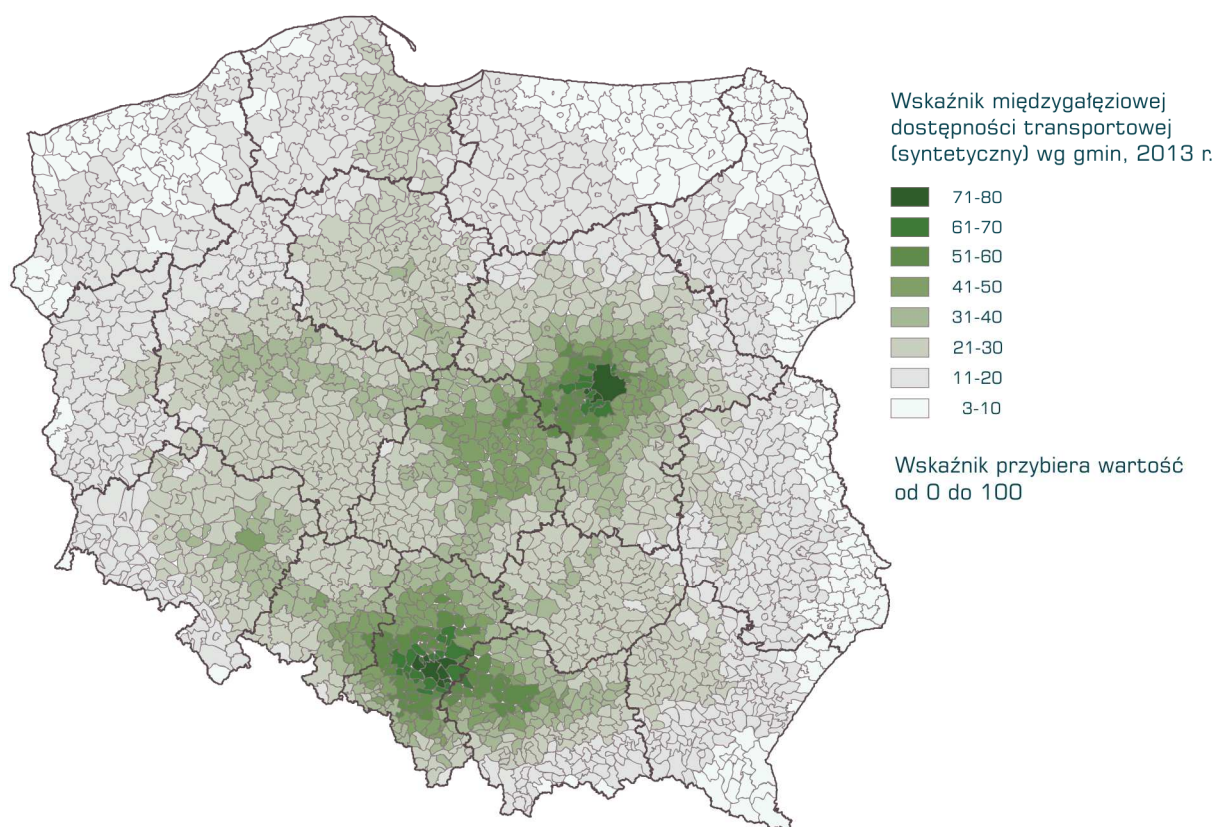 Wskaźnik międzygałęziowej
dostępności transportowej
(syntetyczny) wg gmin, 2013 r.
71-80
61-70
51-60
41-50
31-40
21-30
11-20
3-10
Wskaźnik przybiera wartość
od 0 do 100